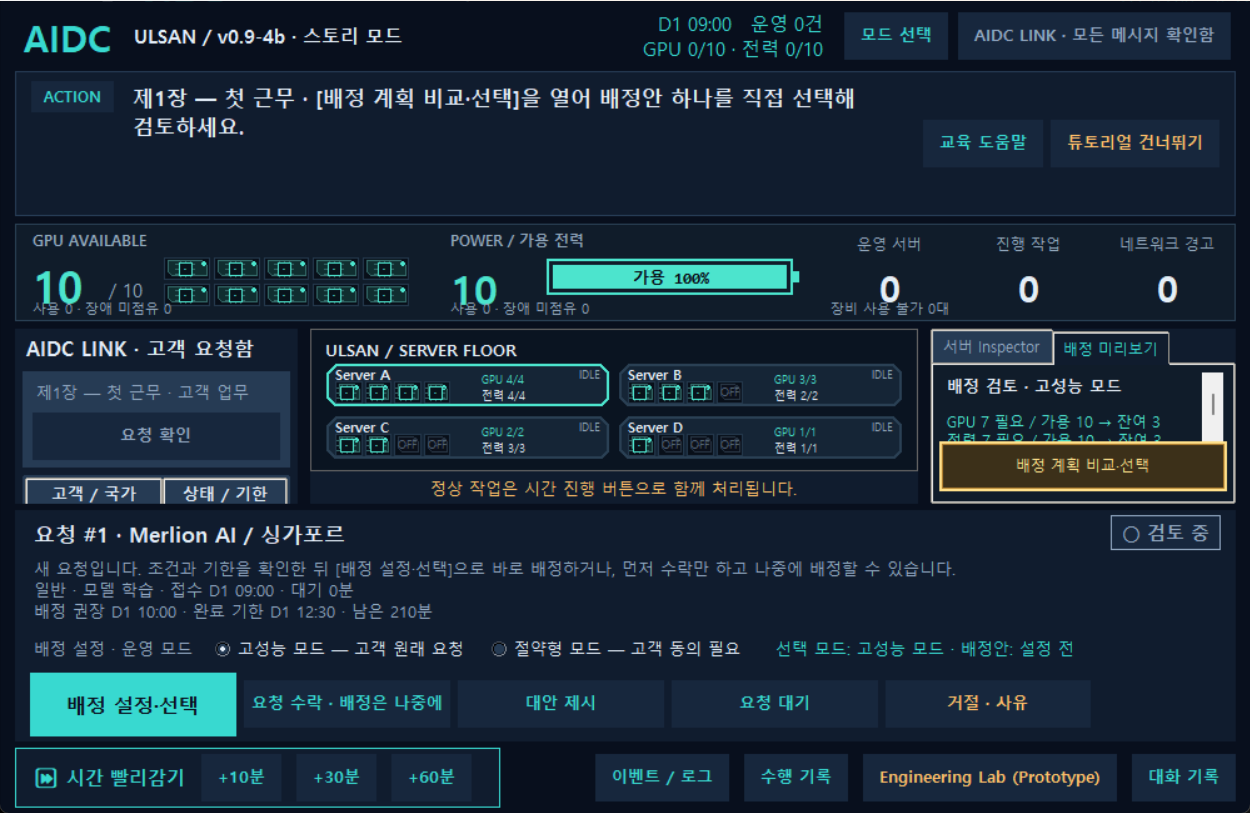 AIDC
ULSAN / v0.9-4b · 스토리 모드
D1 09:00 운영 0건
GPU 0/10 · 전력 0/10
모드 선택
AIDC LINK · 모든 메시지 확인함
ACTION
제1장 — 첫 근무 · [배정 계획 비교·선택]을 열어 배정안 하나를 직접 선택해
검토하세요.
교육 도움말
튜토리얼 건너뛰기
GPU AVAILABLE
10 / 10
사용 0 · 장애 미점유 0
POWER / 가용 전력
10
가용 100%
사용 0 · 장애 미점유 0
운영 서버
0
장비 사용 불가 0대
진행 작업
0
네트워크 경고
0
AIDC LINK · 고객 요청함
제1장 — 첫 근무 · 고객 업무
요청 확인
고객 / 국가
상태 / 기한
ULSAN / SERVER FLOOR
Server A
GPU 4/4
전력 4/4
IDLE
Server B
OFF
GPU 3/3
전력 2/2
IDLE
Server C
OFF OFF
GPU 2/2
전력 3/3
IDLE
Server D
OFF OFF OFF
GPU 1/1
전력 1/1
IDLE
정상 작업은 시간 진행 버튼으로 함께 처리됩니다.
서버 Inspector
배정 미리보기
배정 검토 · 고성능 모드
GPU 7 필요 / 가용 10 → 잔여 3
전력 7 필요 / 가용 10 → 잔여 3
배정 계획 비교·선택
요청 #1 · Merlion AI / 싱가포르
○ 검토 중
새 요청입니다. 조건과 기한을 확인한 뒤 [배정 설정·선택]으로 바로 배정하거나, 먼저 수락만 하고 나중에 배정할 수 있습니다.
일반 · 모델 학습 · 접수 D1 09:00 · 대기 0분
배정 권장 D1 10:00 · 완료 기한 D1 12:30 · 남은 210분
배정 설정 · 운영 모드
고성능 모드 — 고객 원래 요청
절약형 모드 — 고객 동의 필요
선택 모드: 고성능 모드 · 배정안: 설정 전
배정 설정·선택
요청 수락 · 배정은 나중에
대안 제시
요청 대기
거절 · 사유
시간 빨리감기
+10분
+30분
+60분
이벤트 / 로그
수행 기록
Engineering Lab (Prototype)
대화 기록